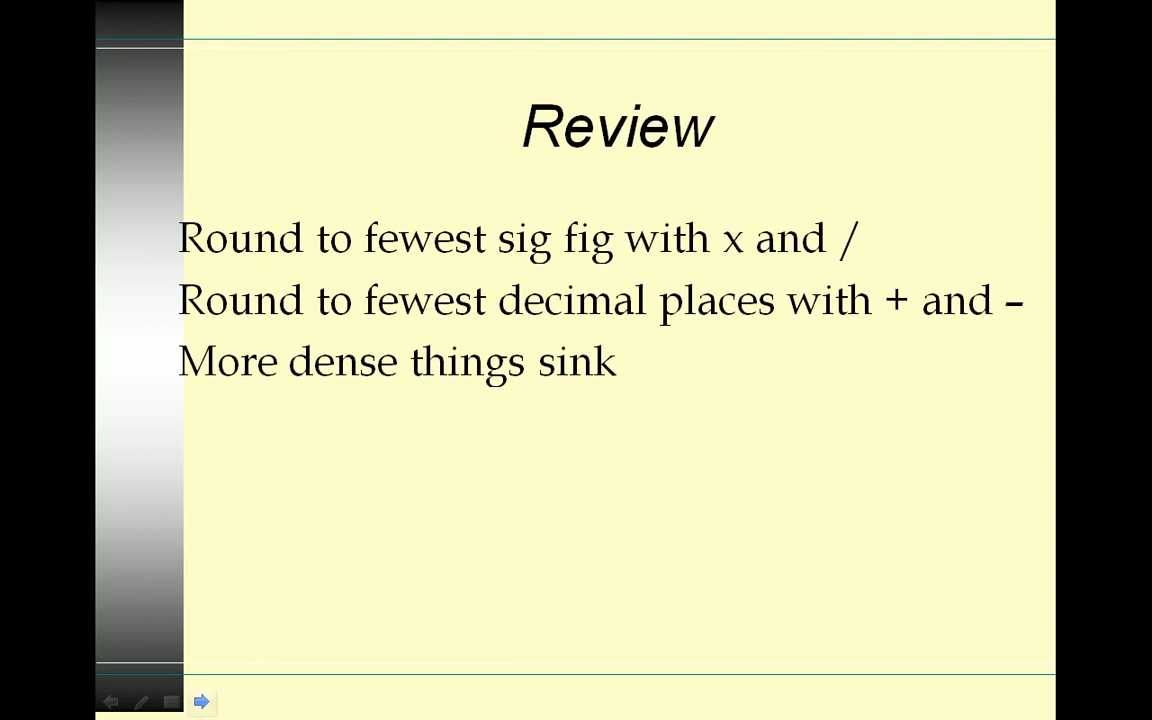 Review
Round to fewest sig fig with x and /
Round to fewest decimal places with + and –
More dense things sink